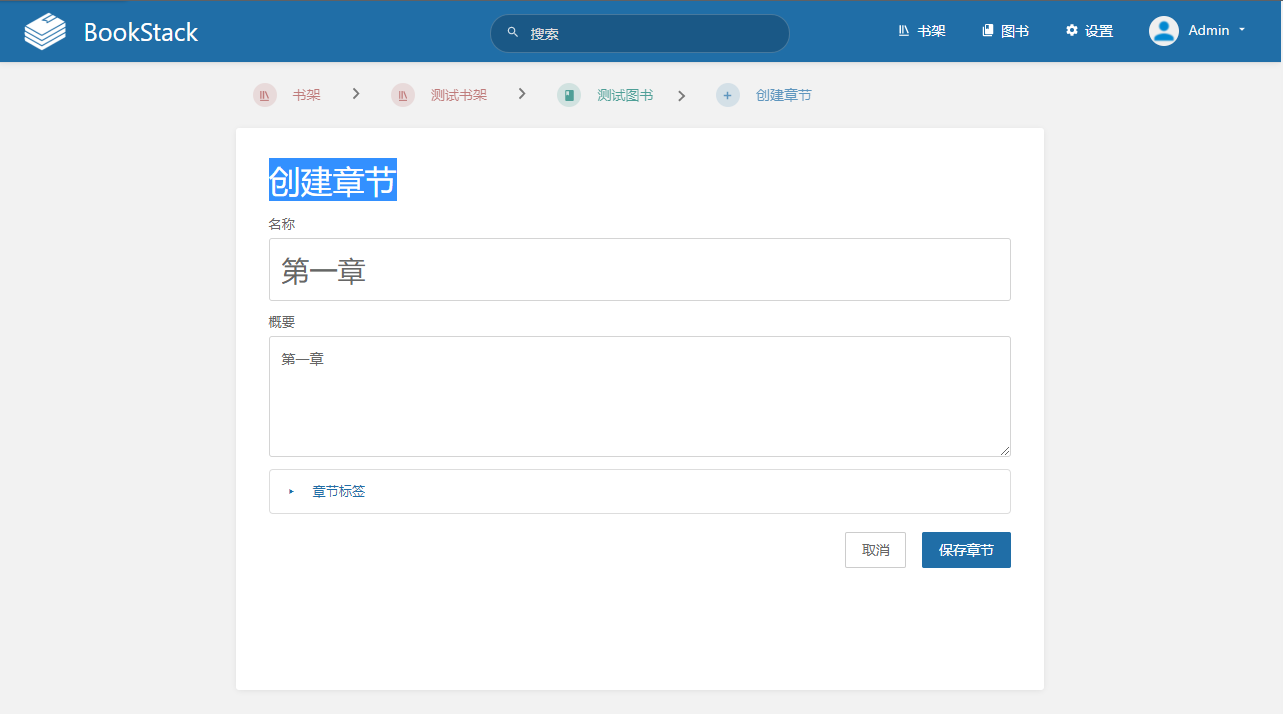 BookStack 搜索 书架 图书 设置 Admin
书架 测试书架 测试图书 创建章节
创建章节
名称
第一章
概要
第一章
章节标签
取消 保存章节